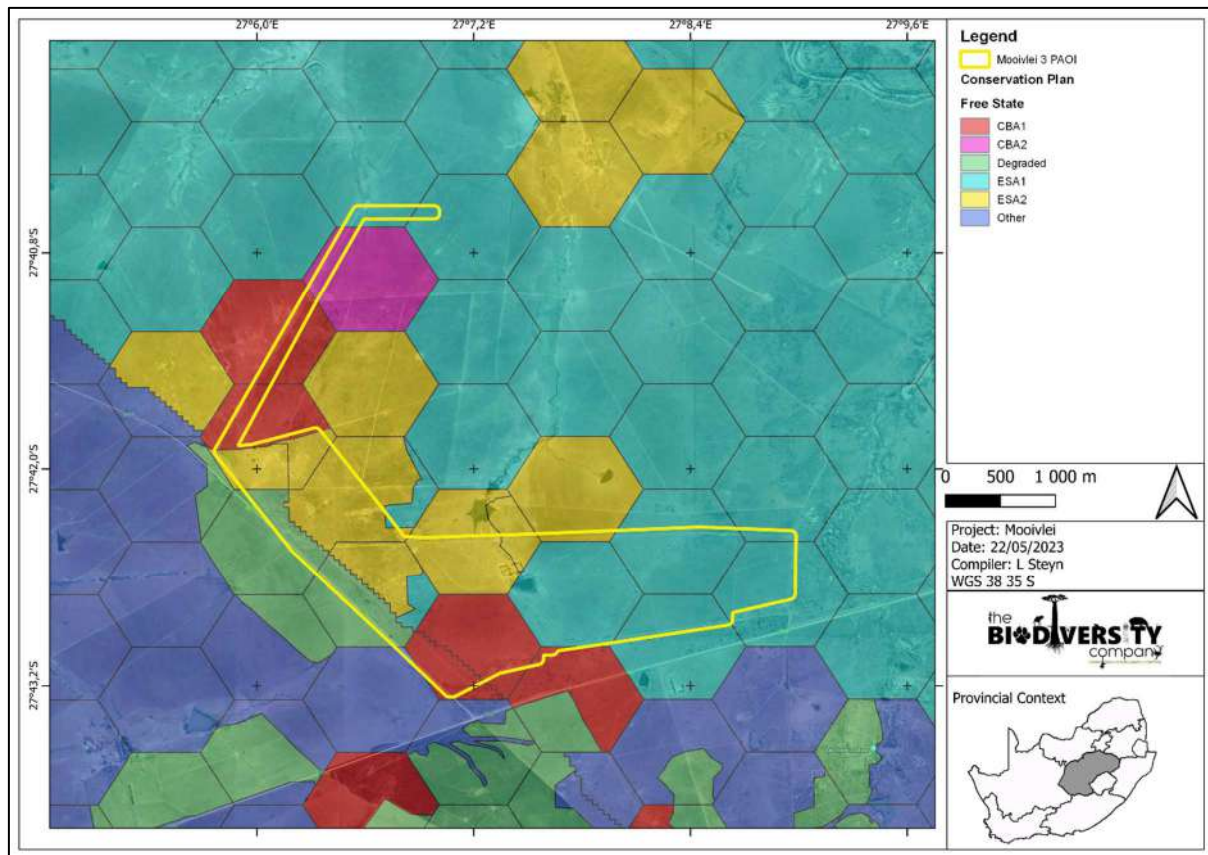 27°6,0'E 27°7,2'E 27°8,4'E 27°9,6'E
27°40,8'S
27°42,0'S
27°43,2'S
Legend
Mooivlei 3 PAOI
Conservation Plan
Free State
CBA1
CBA2
Degraded
ESA1
ESA2
Other
0 500 1 000 m
Project: Mooivlei
Date: 22/05/2023
Compiler: L Steyn
WGS 38 35 S
the
BIODIVERSITY
company
Provincial Context